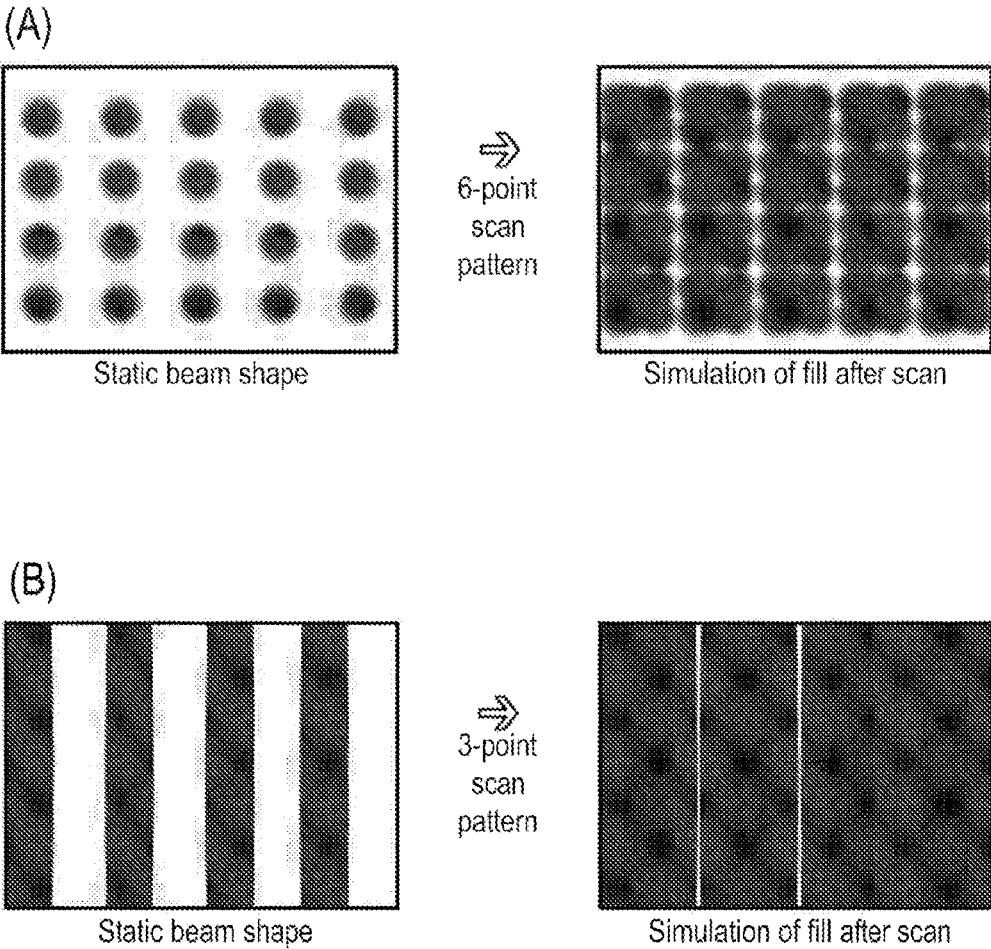 (A)
6-point
scan
pattern
Static beam shape
Simulation of fill after scan
(B)
3-point
scan
pattern
Static beam shape
Simulation of fill after scan